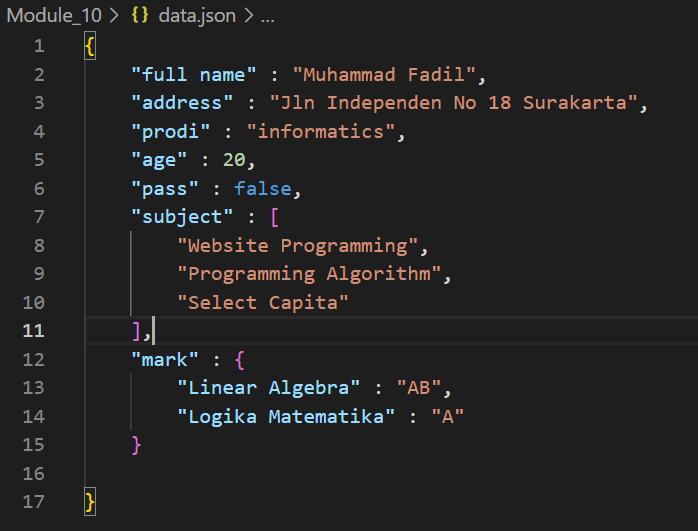 Module_10 > {} data.json > ...
1 {
2 "full name" : "Muhammad Fadil",
3 "address" : "Jln Independen No 18 Surakarta",
4 "prodi" : "informatics",
5 "age" : 20,
6 "pass" : false,
7 "subject" : [
8 "Website Programming",
9 "Programming Algorithm",
10 "Select Capita"
11 ],
12 "mark" : {
13 "Linear Algebra" : "AB",
14 "Logika Matematika" : "A"
15 }
16
17 }